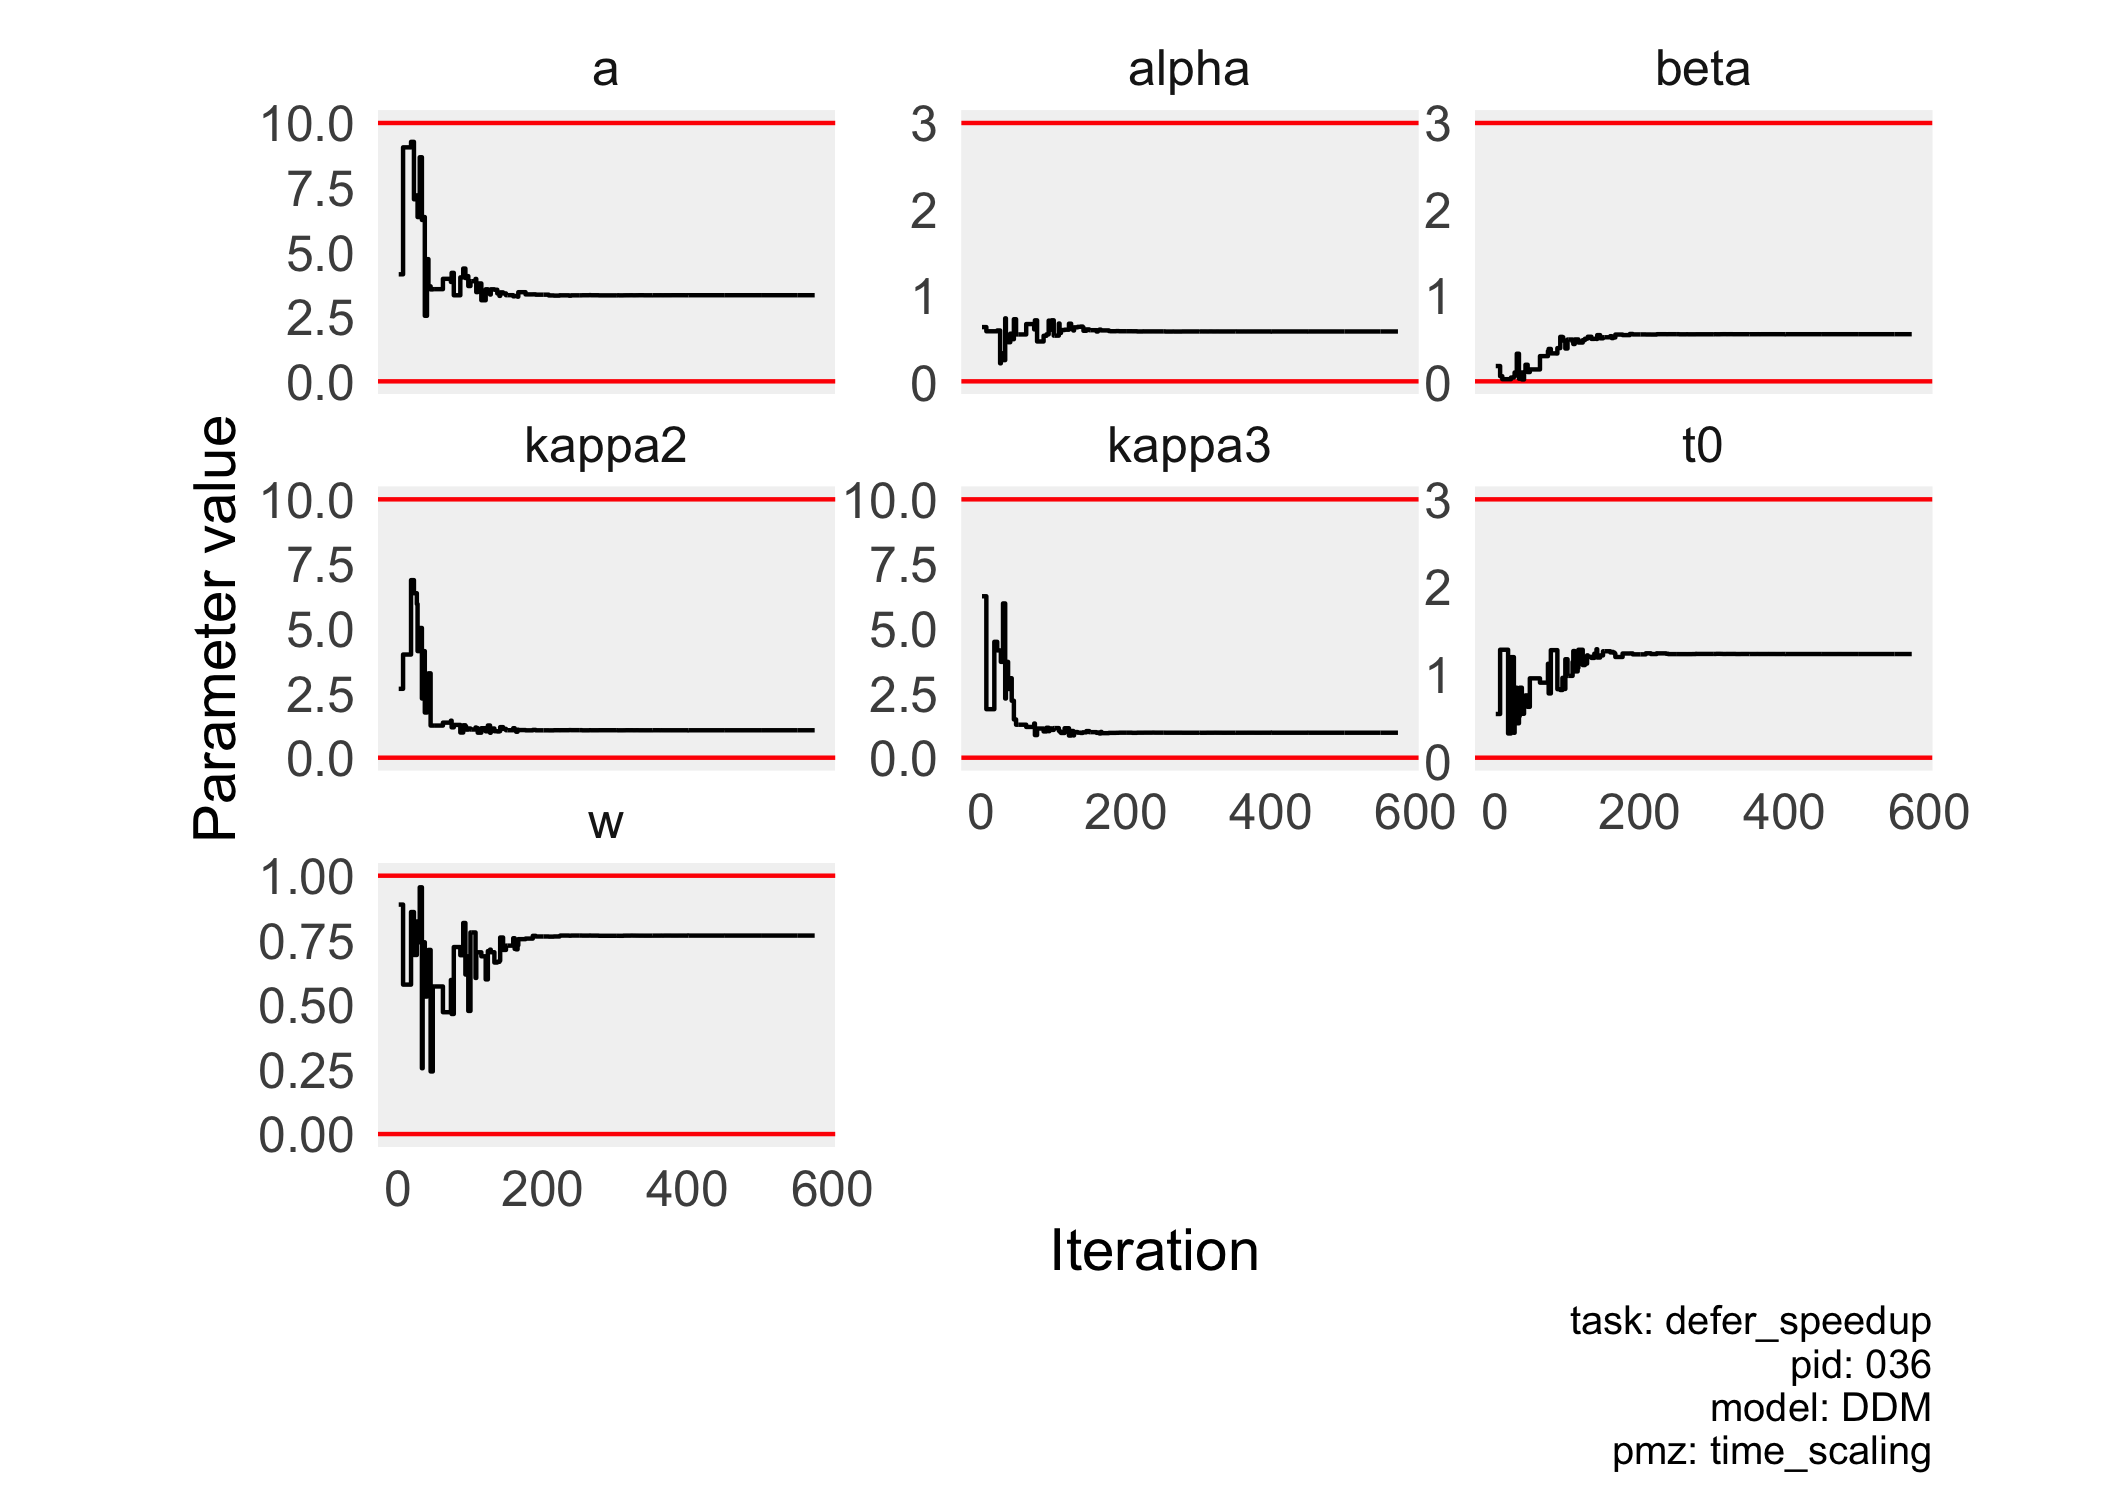 a
alpha
beta
10.0
7.5
5.0
2.5
0.0
3
2
1
0
3
2
1
0
kappa2
kappa3
t0
10.0
7.5
5.0
2.5
0.0
10.0
7.5
5.0
2.5
0.0
3
2
1
0
0 200 400 600
0 200 400 600
w
1.00
0.75
0.50
0.25
0.00
0 200 400 600
Parameter value
Iteration
task: defer_speedup
pid: 036
model: DDM
pmz: time_scaling